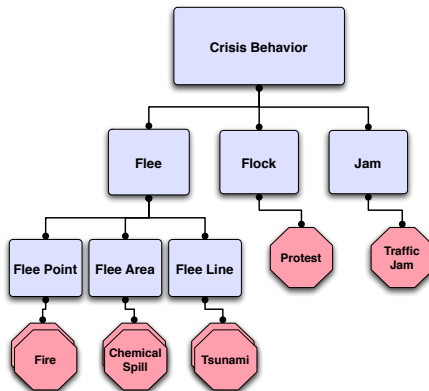 Crisis Behavior
Flee
Flock
Jam
Flee Point
Flee Area
Flee Line
Protest
Traffic
Jam
Fire
Chemical
Spill
Tsunami